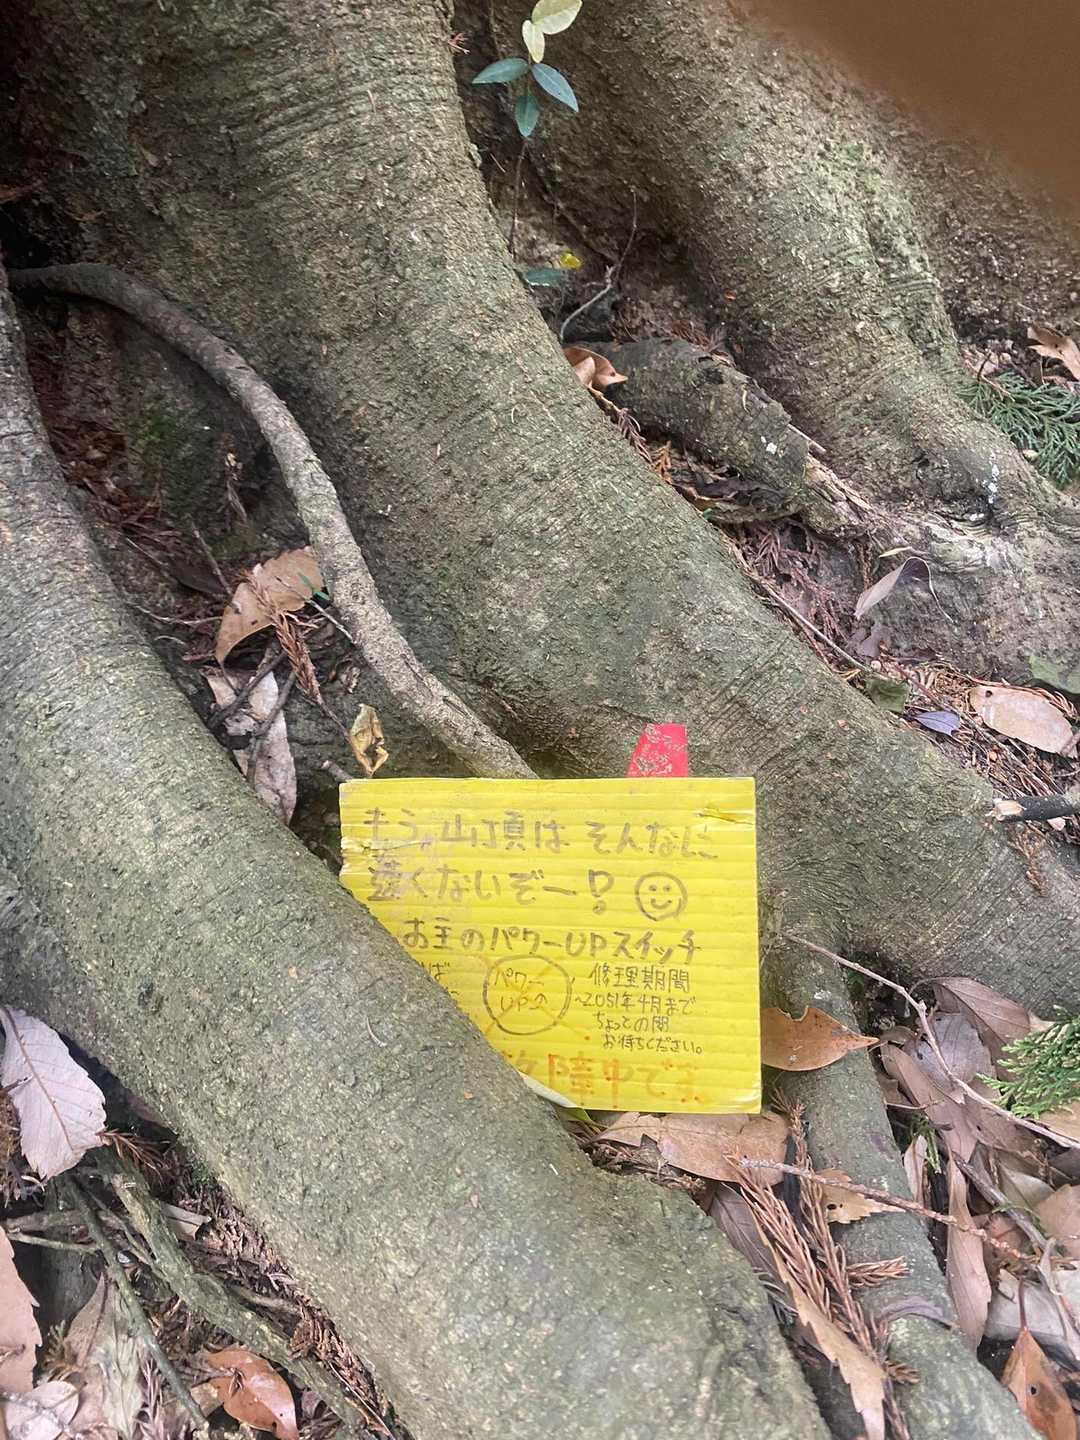 もう山頂は そんなに
遠くないぞー!
お主のパワーUPスイッチ
パワー
UP
修理期間
~2051年4月まで
ちょっとの間
お待ちください。
故障中です